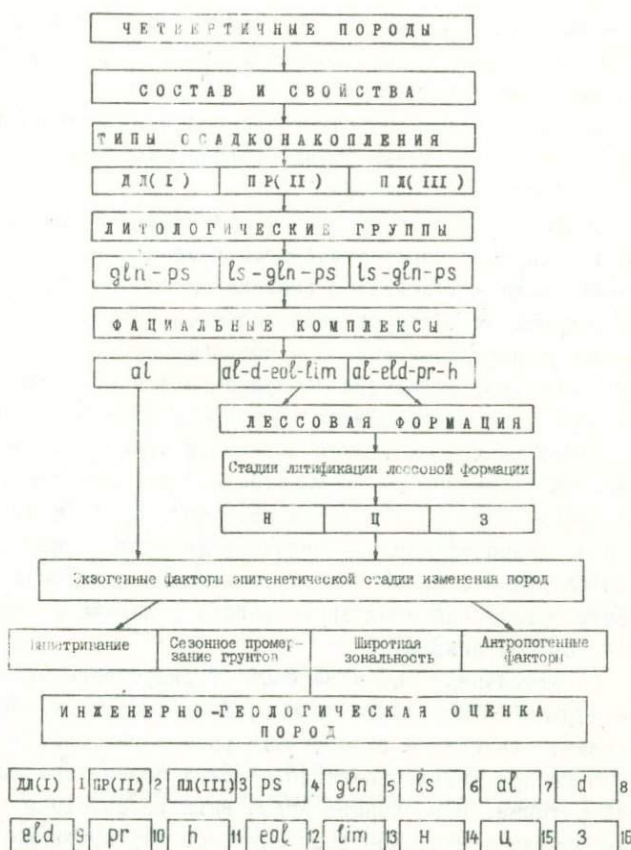 ЧЕТВЕРТИЧНЫЕ ПОРОДЫ
СОСТАВ И СВОЙСТВА
ТИПЫ ОСАДКОНАКОПЛЕНИЯ
ДЛ(I) ПР(II) ПЛ(III)
ЛИТОЛОГИЧЕСКИЕ ГРУППЫ
gln-ps ls-gln-ps ls-gln-ps
ФАЦИАЛЬНЫЕ КОМПЛЕКСЫ
al al-d-eol-lim al-eld-pr-h
ЛЕССОВАЯ ФОРМАЦИЯ
Стадии литификации лессовой формации
Н Ц З
Экзогенные факторы эпигенетической стадии изменения пород
Выветривание Сезонное промер- Широтная Антропогенные
зание грунтов зональность факторы
ИНЖЕНЕРНО-ГЕОЛОГИЧЕСКАЯ ОЦЕНКА
ПОРОД
ДЛ(I) 1 ПР(II) 2 ПЛ(III) 3 ps 4 gln 5 ls 6 al 7 d 8
eld 9 pr 10 h 11 eol 12 lim 13 Н 14 Ц 15 З 16